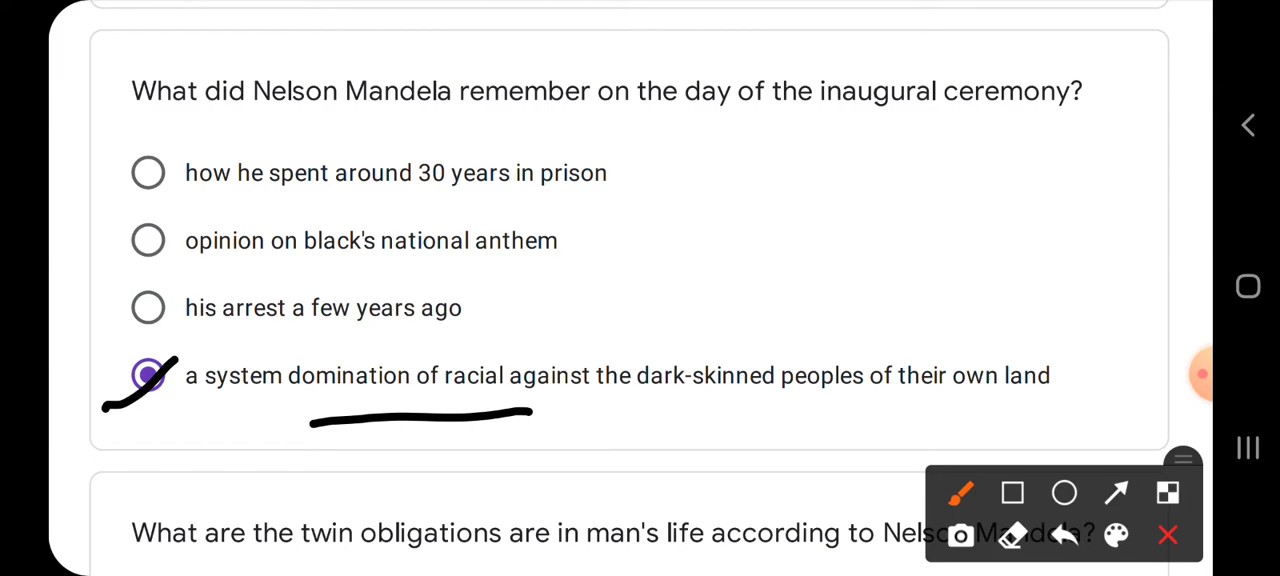 What did Nelson Mandela remember on the day of the inaugural ceremony?
how he spent around 30 years in prison
opinion on black's national anthem
his arrest a few years ago
a system domination of racial against the dark-skinned peoples of their own land
What are the twin obligations are in man's life according to Nelson Mandela?